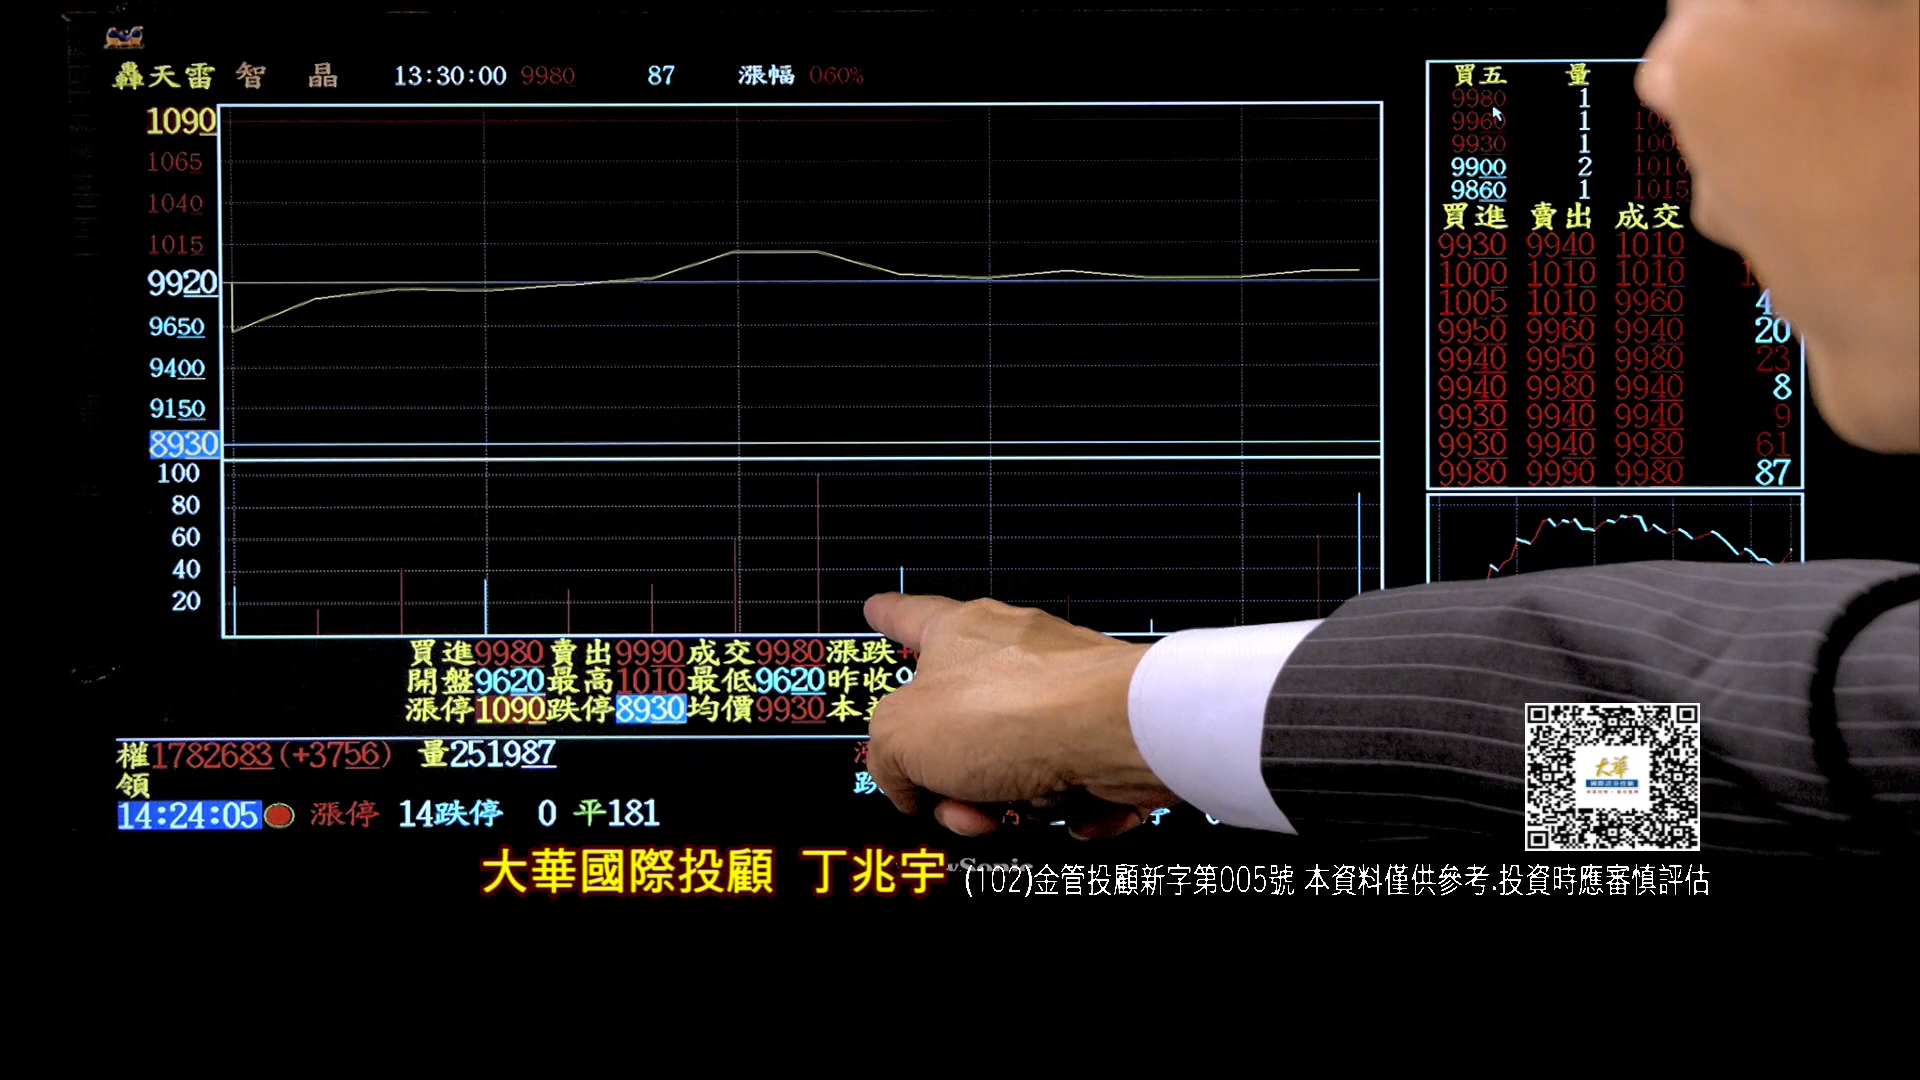 轟天雷 智 晶 13:30:00 9980 87 漲幅 060%
1090
1065
1040
1015
9920
9650
9400
9150
8930
100
80
60
40
20
買五 量
9980 1
9960 1
9930 1
9900 2 1010
9860 1 1015
買進 賣出 成交
9930 9940 1010
1000 1010 1010
1005 1010 9960
9950 9960 9940 20
9940 9950 9980 23
9940 9980 9940 8
9930 9940 9940 9
9930 9940 9980 61
9980 9990 9980 87
買進9980賣出9990成交9980漲跌
開盤9620最高1010最低9620昨收
漲停1090跌停8930均價9930本
權1782683(+3756) 量251987
領
14:24:05 漲停 14跌停 0 平181
大華國際投顧 丁兆宇 (102)金管投顧新字第005號 本資料僅供參考.投資時應審慎評估
大華